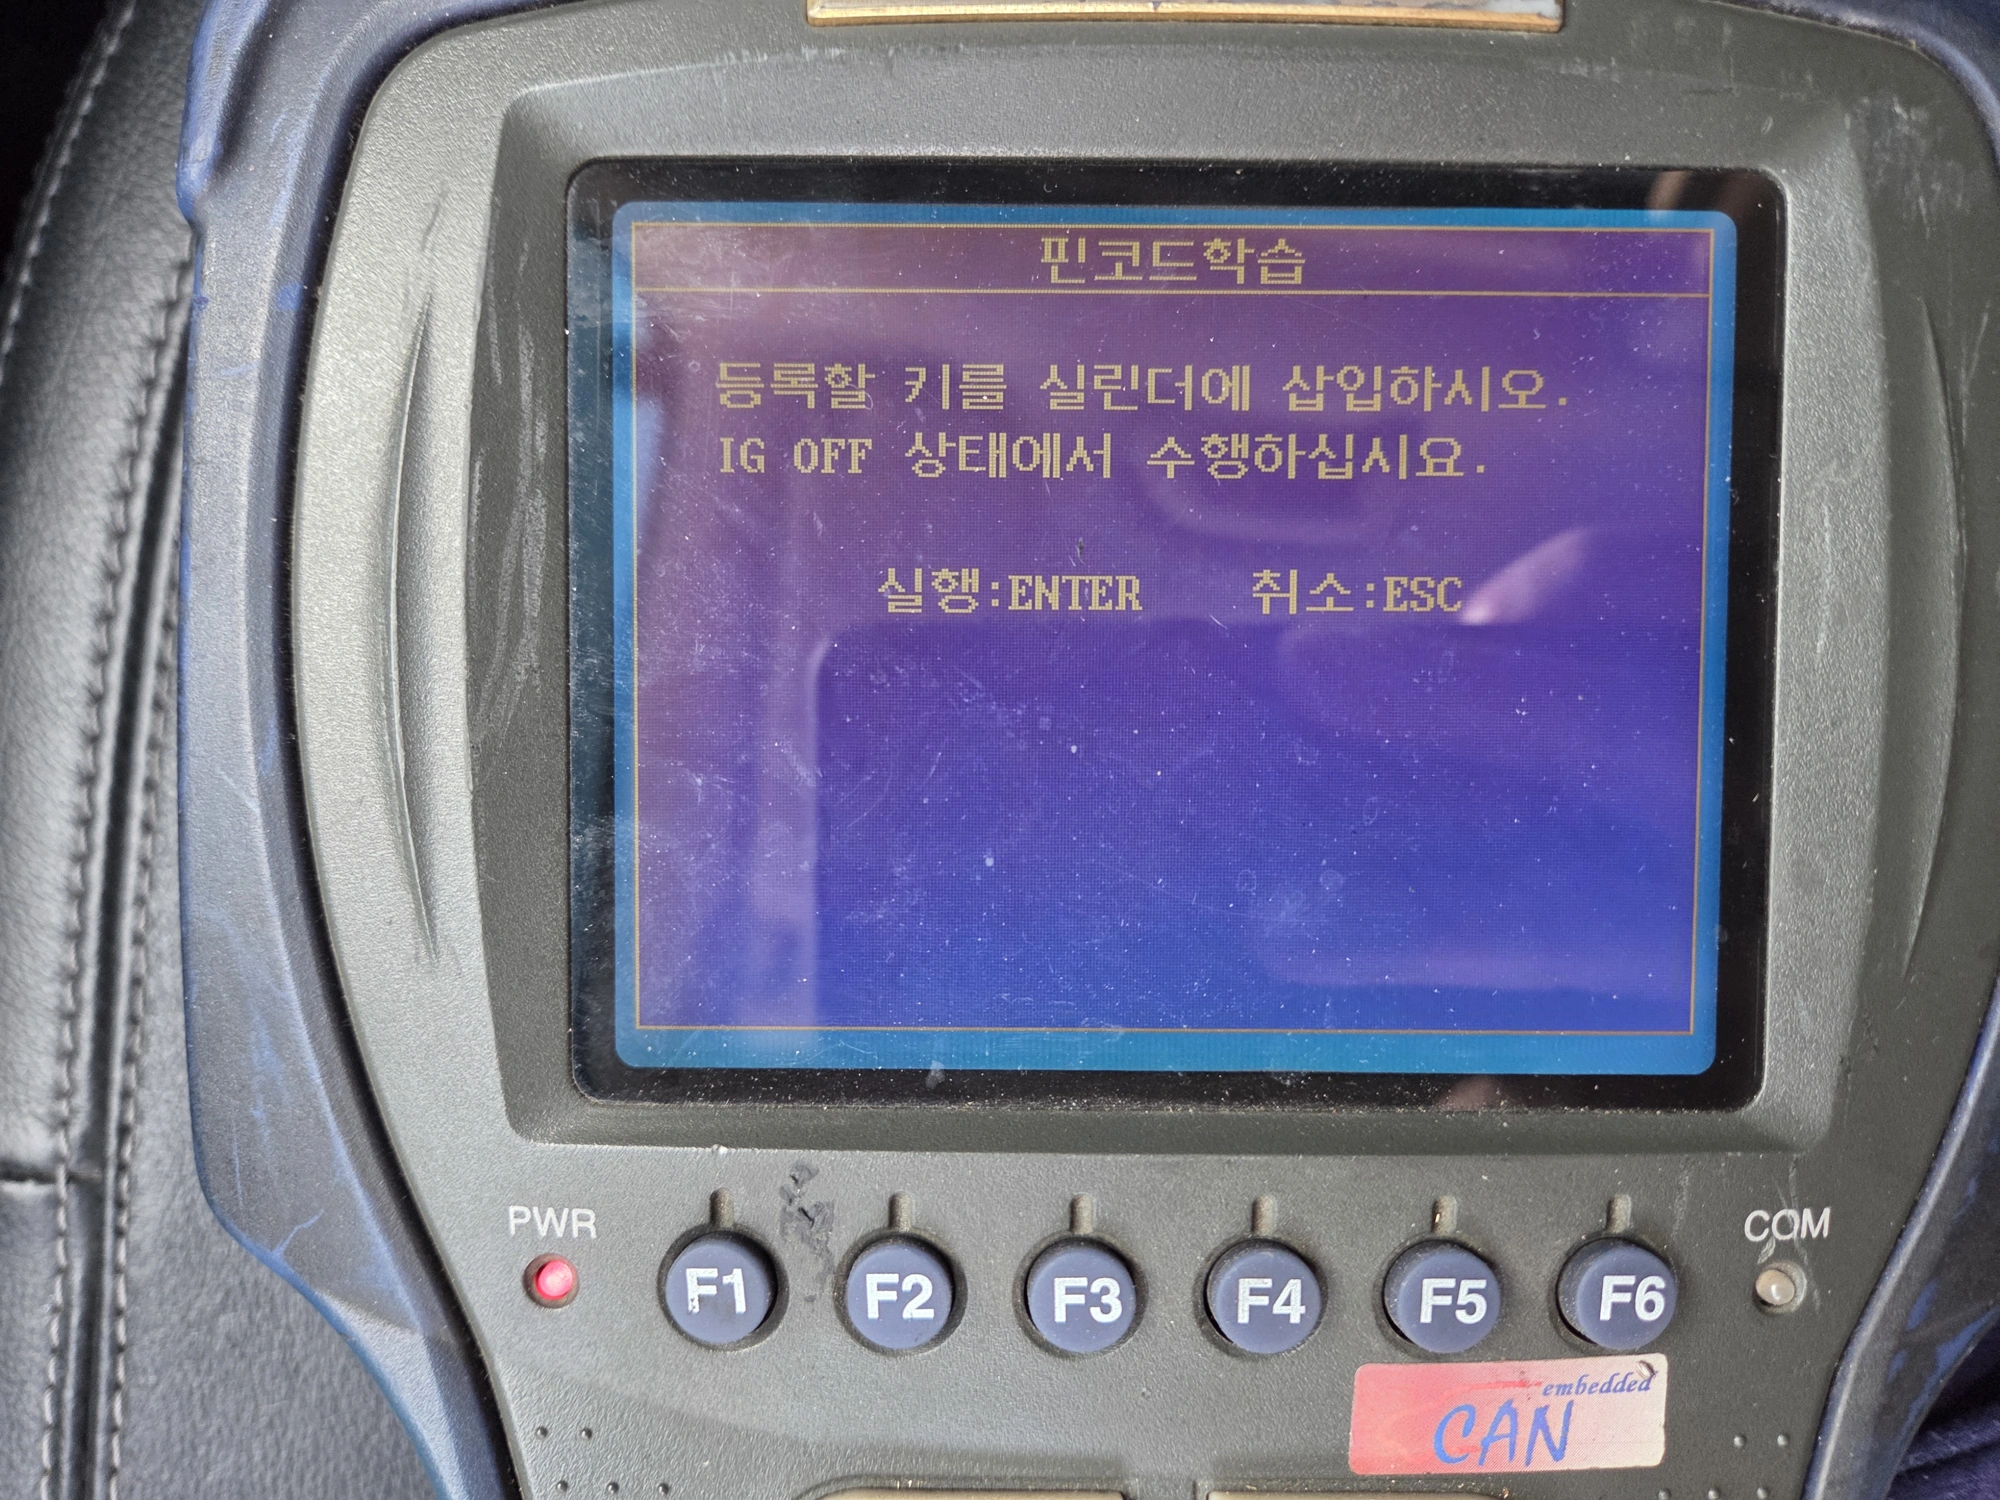 핀코드학습
등록할 키를 실린더에 삽입하시오.
IG OFF 상태에서 수행하십시요.
실행:ENTER 취소:ESC
PWR
COM
F1 F2 F3 F4 F5 F6
embedded
CAN